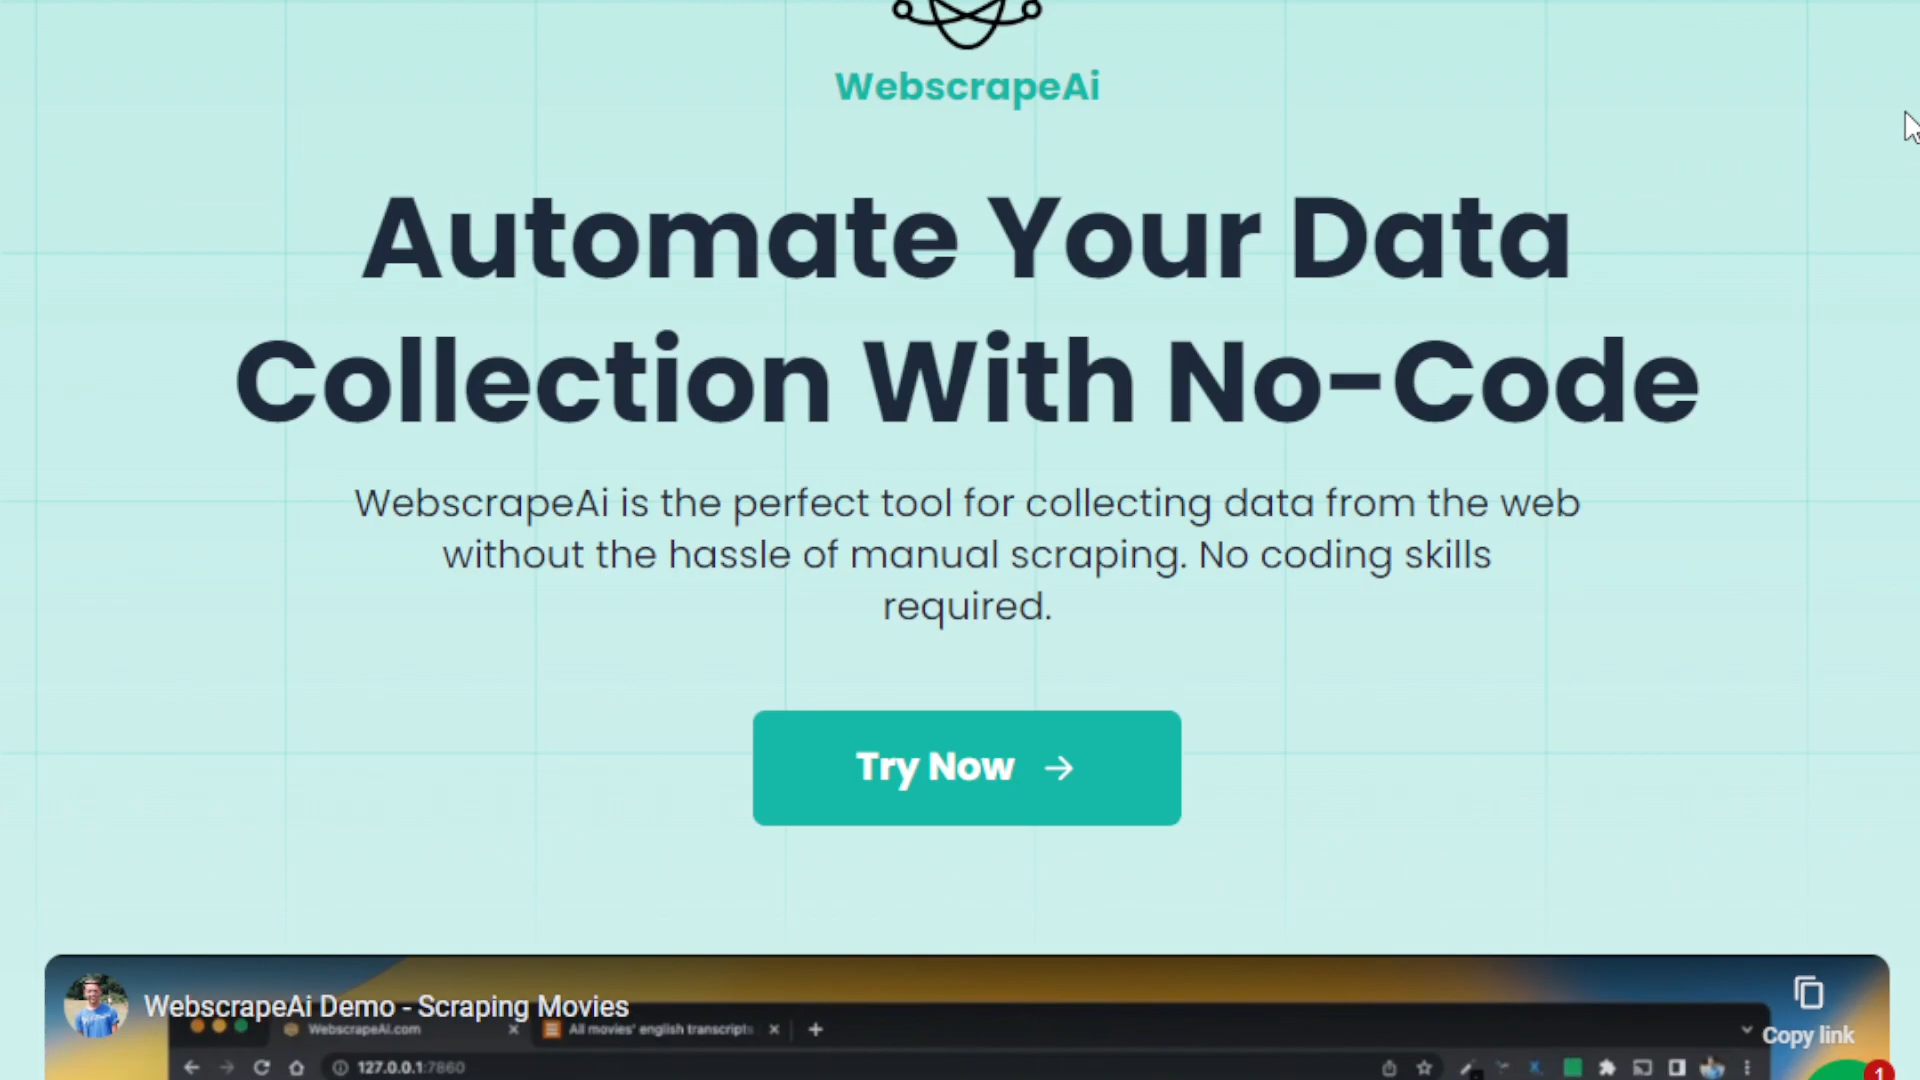 WebscrapeAi
Automate Your Data
Collection With No-Code
WebscrapeAi is the perfect tool for collecting data from the web
without the hassle of manual scraping. No coding skills
required.
Try Now →
WebscrapeAi Demo - Scraping Movies
Copy link
WebscrapeAI.com
All movies' english transcripts
127.0.0.1:7860
1